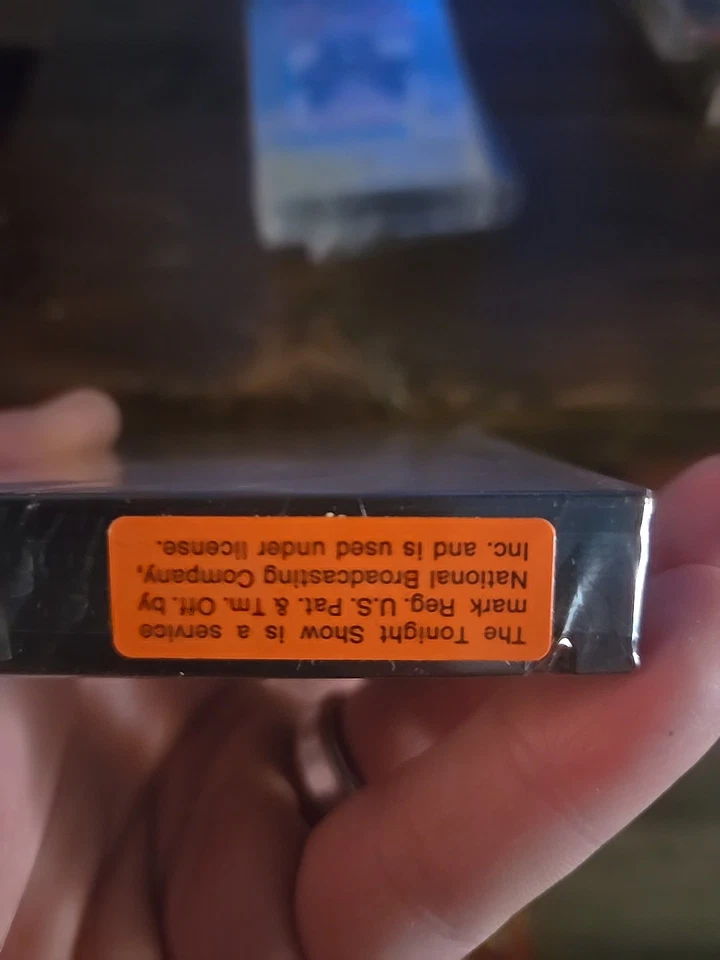 The Tonight Show is a service
mark Reg. U.S. Pat. & Tm. Off. by
National Broadcasting Company,
Inc. and is used under license.